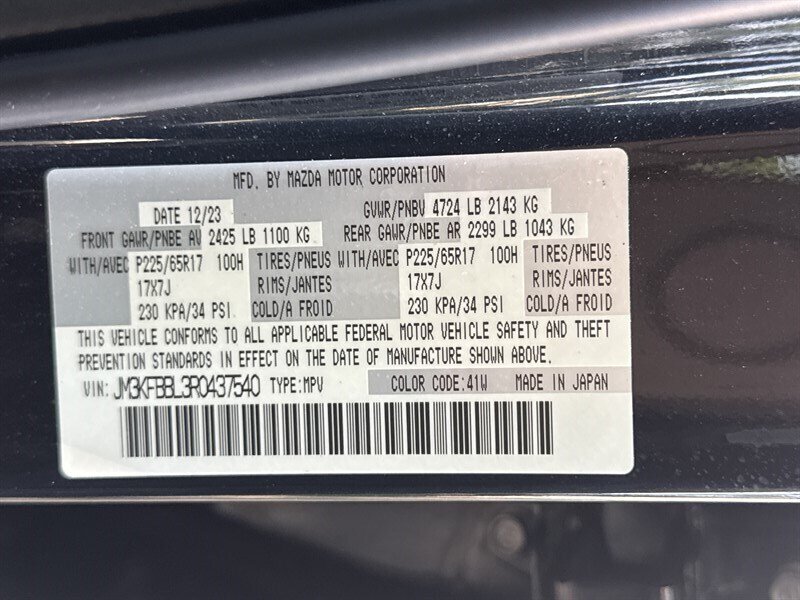 MFD. BY MAZDA MOTOR CORPORATION
DATE 12/23 GVWR/PNBV 4724 LB 2143 KG
FRONT GAWR/PNBE AV 2425 LB 1100 KG REAR GAWR/PNBE AR 2299 LB 1043 KG
WITH/AVEC P225/65R17 100H TIRES/PNEUS WITH/AVEC P225/65R17 100H TIRES/PNEUS
17X7J RIMS/JANTES 17X7J RIMS/JANTES
230 KPA/34 PSI COLD/A FROID 230 KPA/34 PSI COLD/A FROID
THIS VEHICLE CONFORMS TO ALL APPLICABLE FEDERAL MOTOR VEHICLE SAFETY AND THEFT
PREVENTION STANDARDS IN EFFECT ON THE DATE OF MANUFACTURE SHOWN ABOVE.
VIN: JM3KFBBL3R0437540 TYPE:MPV COLOR CODE:41W MADE IN JAPAN